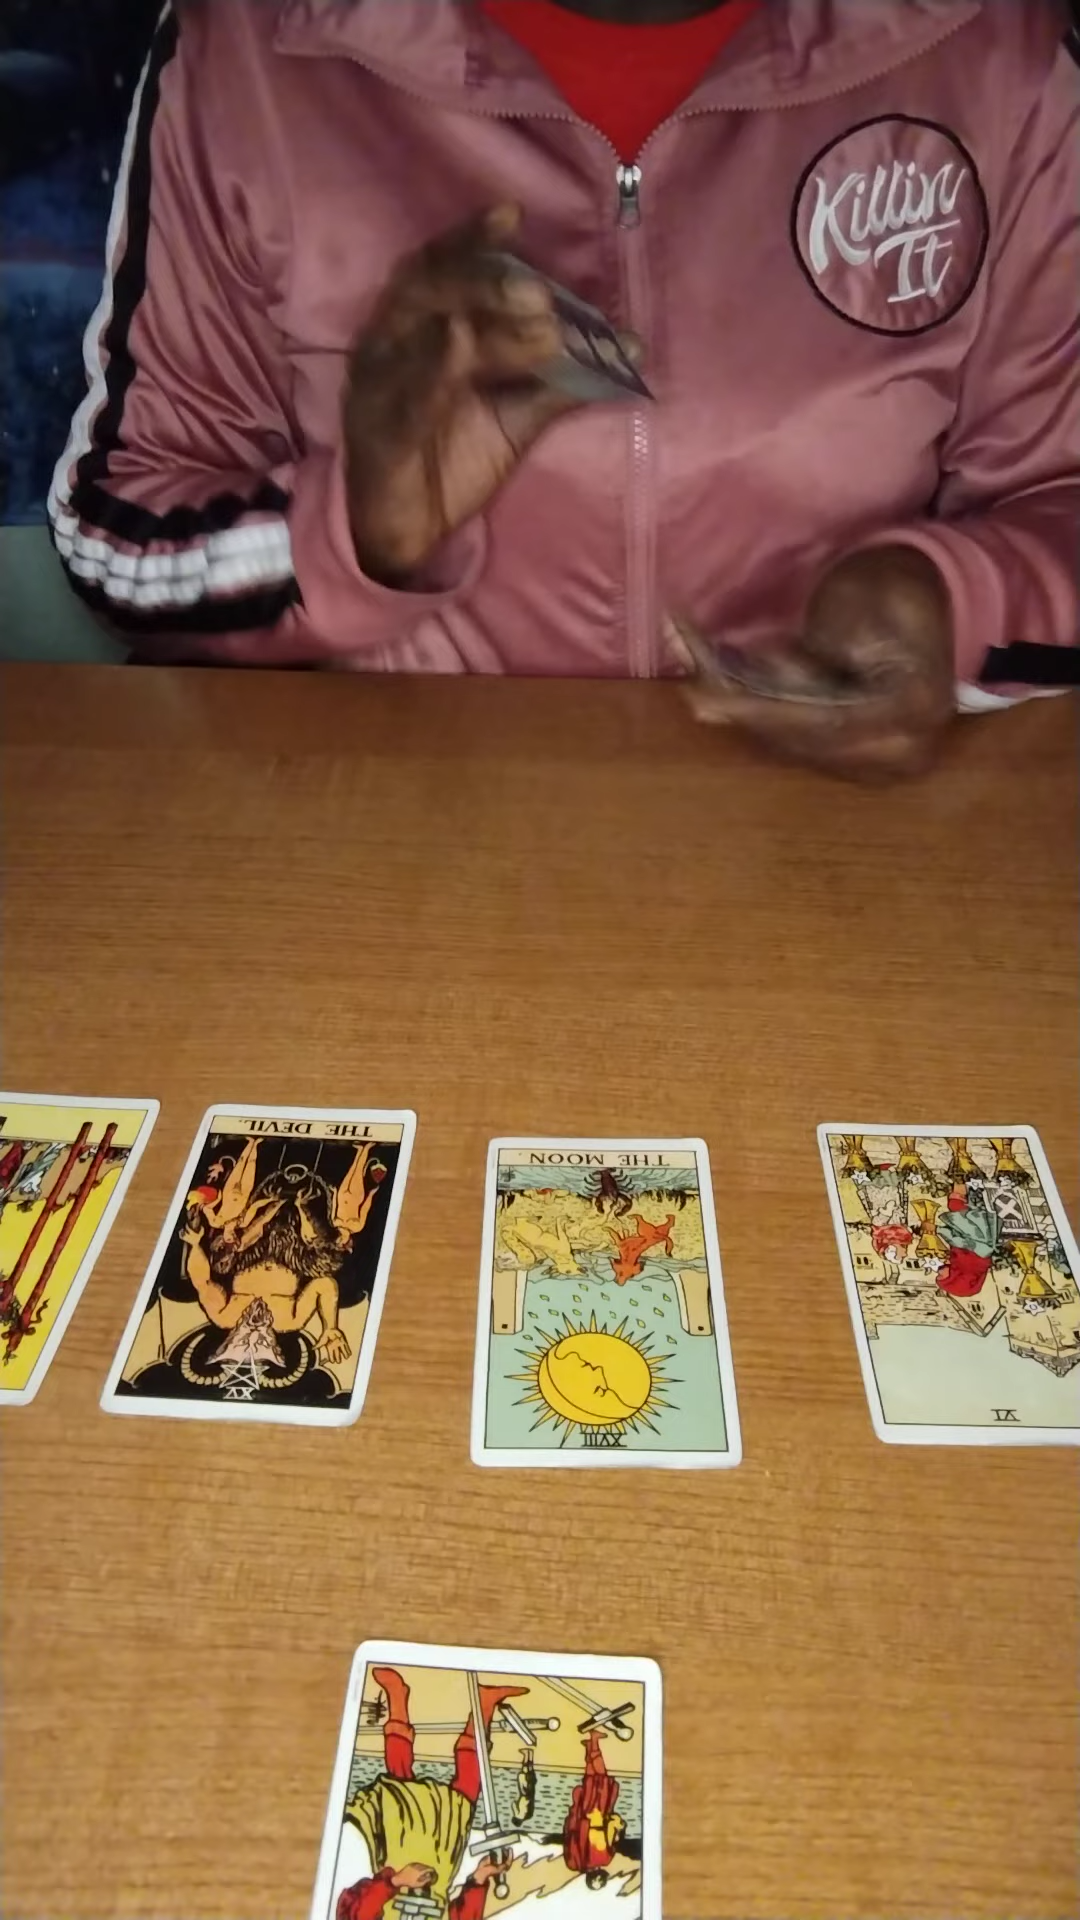 Killin
It
THE DEVIL.
THE MOON.
XV
XVIII
VI